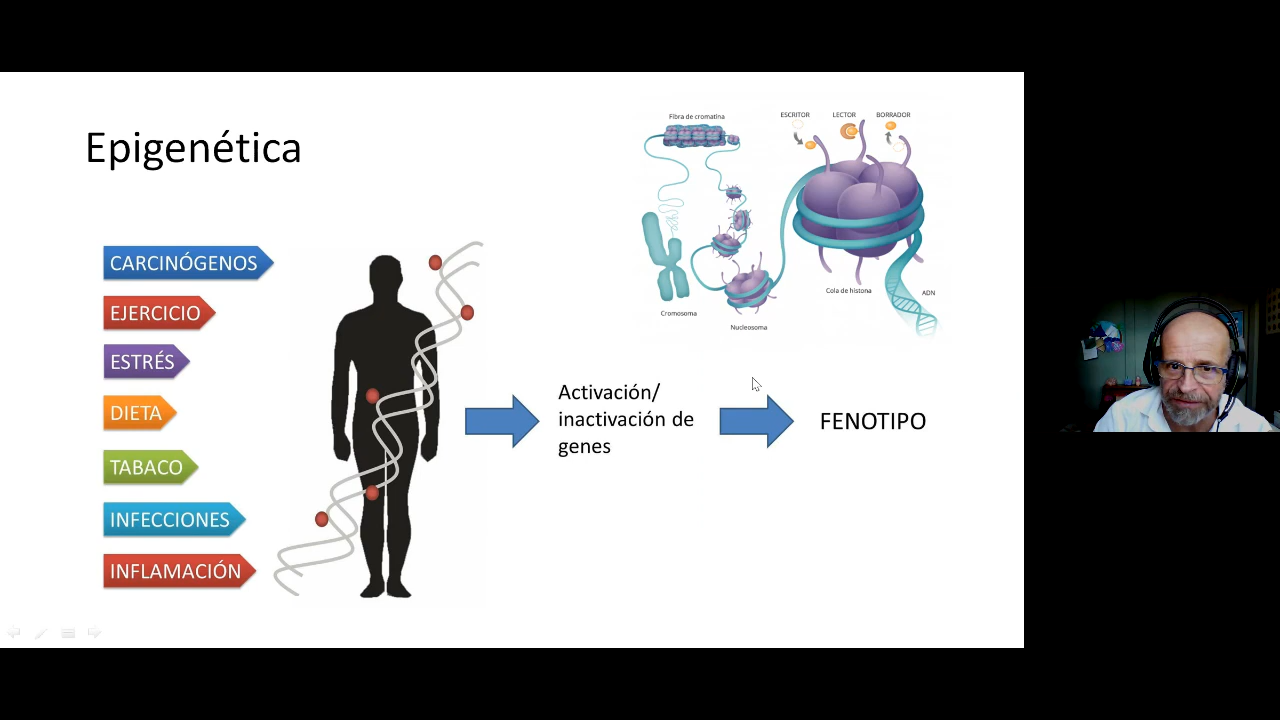 Epigenética
CARCINÓGENOS
EJERCICIO
ESTRÉS
DIETA
TABACO
INFECCIONES
INFLAMACIÓN
Fibra de cromatina
ESCRITOR
LECTOR
BORRADOR
Cola de histona
ADN
Cromosoma
Nucleosoma
Activación/
inactivación de
genes
FENOTIPO